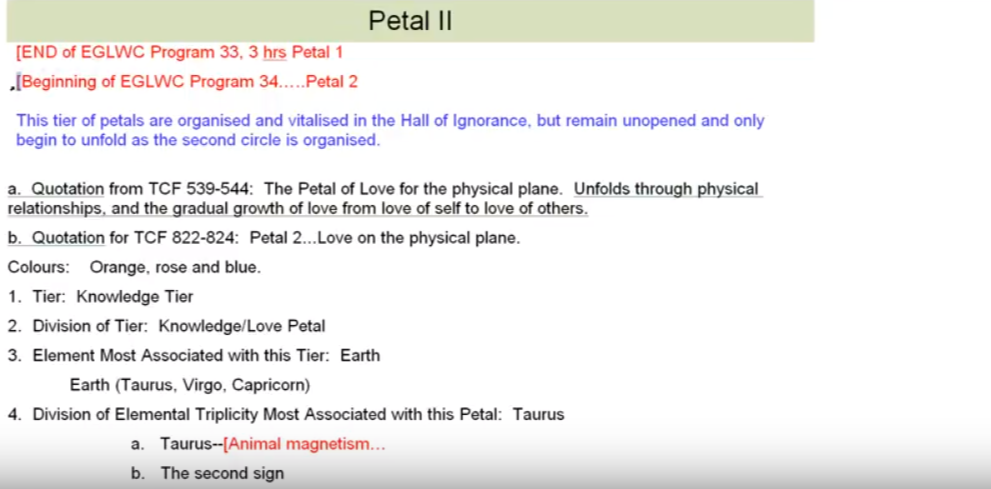 Petal II
[END of EGLWC Program 33, 3 hrs Petal 1
[Beginning of EGLWC Program 34.....Petal 2
This tier of petals are organised and vitalised in the Hall of Ignorance, but remain unopened and only
begin to unfold as the second circle is organised.
a. Quotation from TCF 539-544: The Petal of Love for the physical plane. Unfolds through physical
relationships, and the gradual growth of love from love of self to love of others.
b. Quotation for TCF 822-824: Petal 2...Love on the physical plane.
Colours: Orange, rose and blue.
1. Tier: Knowledge Tier
2. Division of Tier: Knowledge/Love Petal
3. Element Most Associated with this Tier: Earth
Earth (Taurus, Virgo, Capricorn)
4. Division of Elemental Triplicity Most Associated with this Petal: Taurus
a. Taurus--[Animal magnetism...
b. The second sign